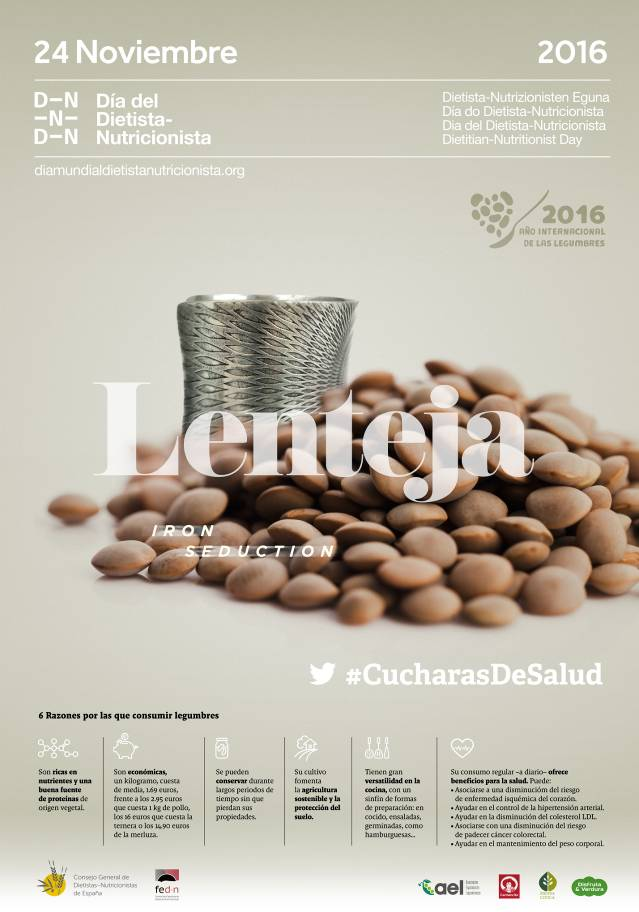 24 Noviembre
2016
D–N
–N–
D–N
Día del
Dietista-
Nutricionista
Dietista-Nutrizionisten Eguna
Día do Dietista-Nutricionista
Dia del Dietista-Nutricionista
Dietitian-Nutritionist Day
diamundialdietistanutricionista.org
2016
AÑO INTERNACIONAL
DE LAS LEGUMBRES
Lenteja
IRON
SEDUCTION
#CucharasDeSalud
6 Razones por las que consumir legumbres
Son ricas en
nutrientes y una
buena fuente
de proteínas de
origen vegetal.
Son económicas,
un kilogramo, cuesta
de media, 1,69 euros,
frente a los 2,95 euros
que cuesta 1 kg de pollo,
los 16 euros que cuesta la
ternera o los 14,90 euros
de la merluza.
Se pueden
conservar durante
largos periodos de
tiempo sin que
pierdan sus
propiedades.
Su cultivo
fomenta
la agricultura
sostenible y la
protección del
suelo.
Tienen gran
versatilidad en la
cocina, con un
sinfín de formas
de preparación: en
cocido, ensaladas,
germinadas, como
hamburguesas...
Su consumo regular –a diario– ofrece
beneficios para la salud. Puede:
• Asociarse a una disminución del riesgo
de enfermedad isquémica del corazón.
• Ayudar en el control de la hipertensión arterial.
• Ayudar en la disminución del colesterol LDL.
• Asociarse con una disminución del riesgo
de padecer cáncer colorectal.
• Ayudar en el mantenimiento del peso corporal.
Consejo General de
Dietistas–Nutricionistas
de España
fed·n
ael
Disfruta
& Verdura